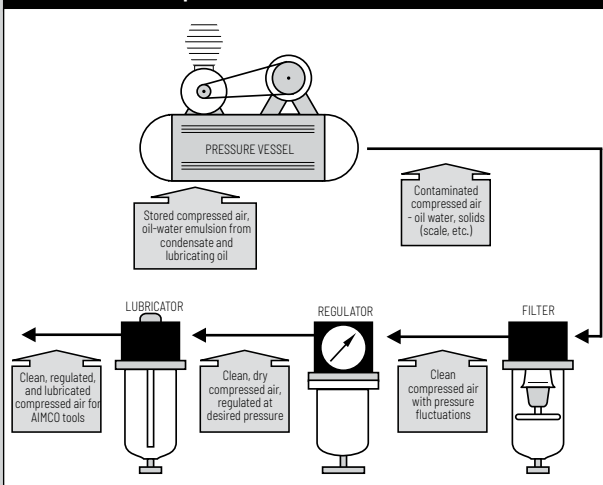 PRESSURE VESSEL
Stored compressed air,
oil-water emulsion from
condensate and
lubricating oil
Contaminated
compressed air
- oil water, solids
(scale, etc.)
LUBRICATOR
REGULATOR
FILTER
Clean, regulated,
and lubricated
compressed air for
AIMCO tools
Clean, dry
compressed air,
regulated at
desired pressure
Clean
compressed air
with pressure
fluctuations